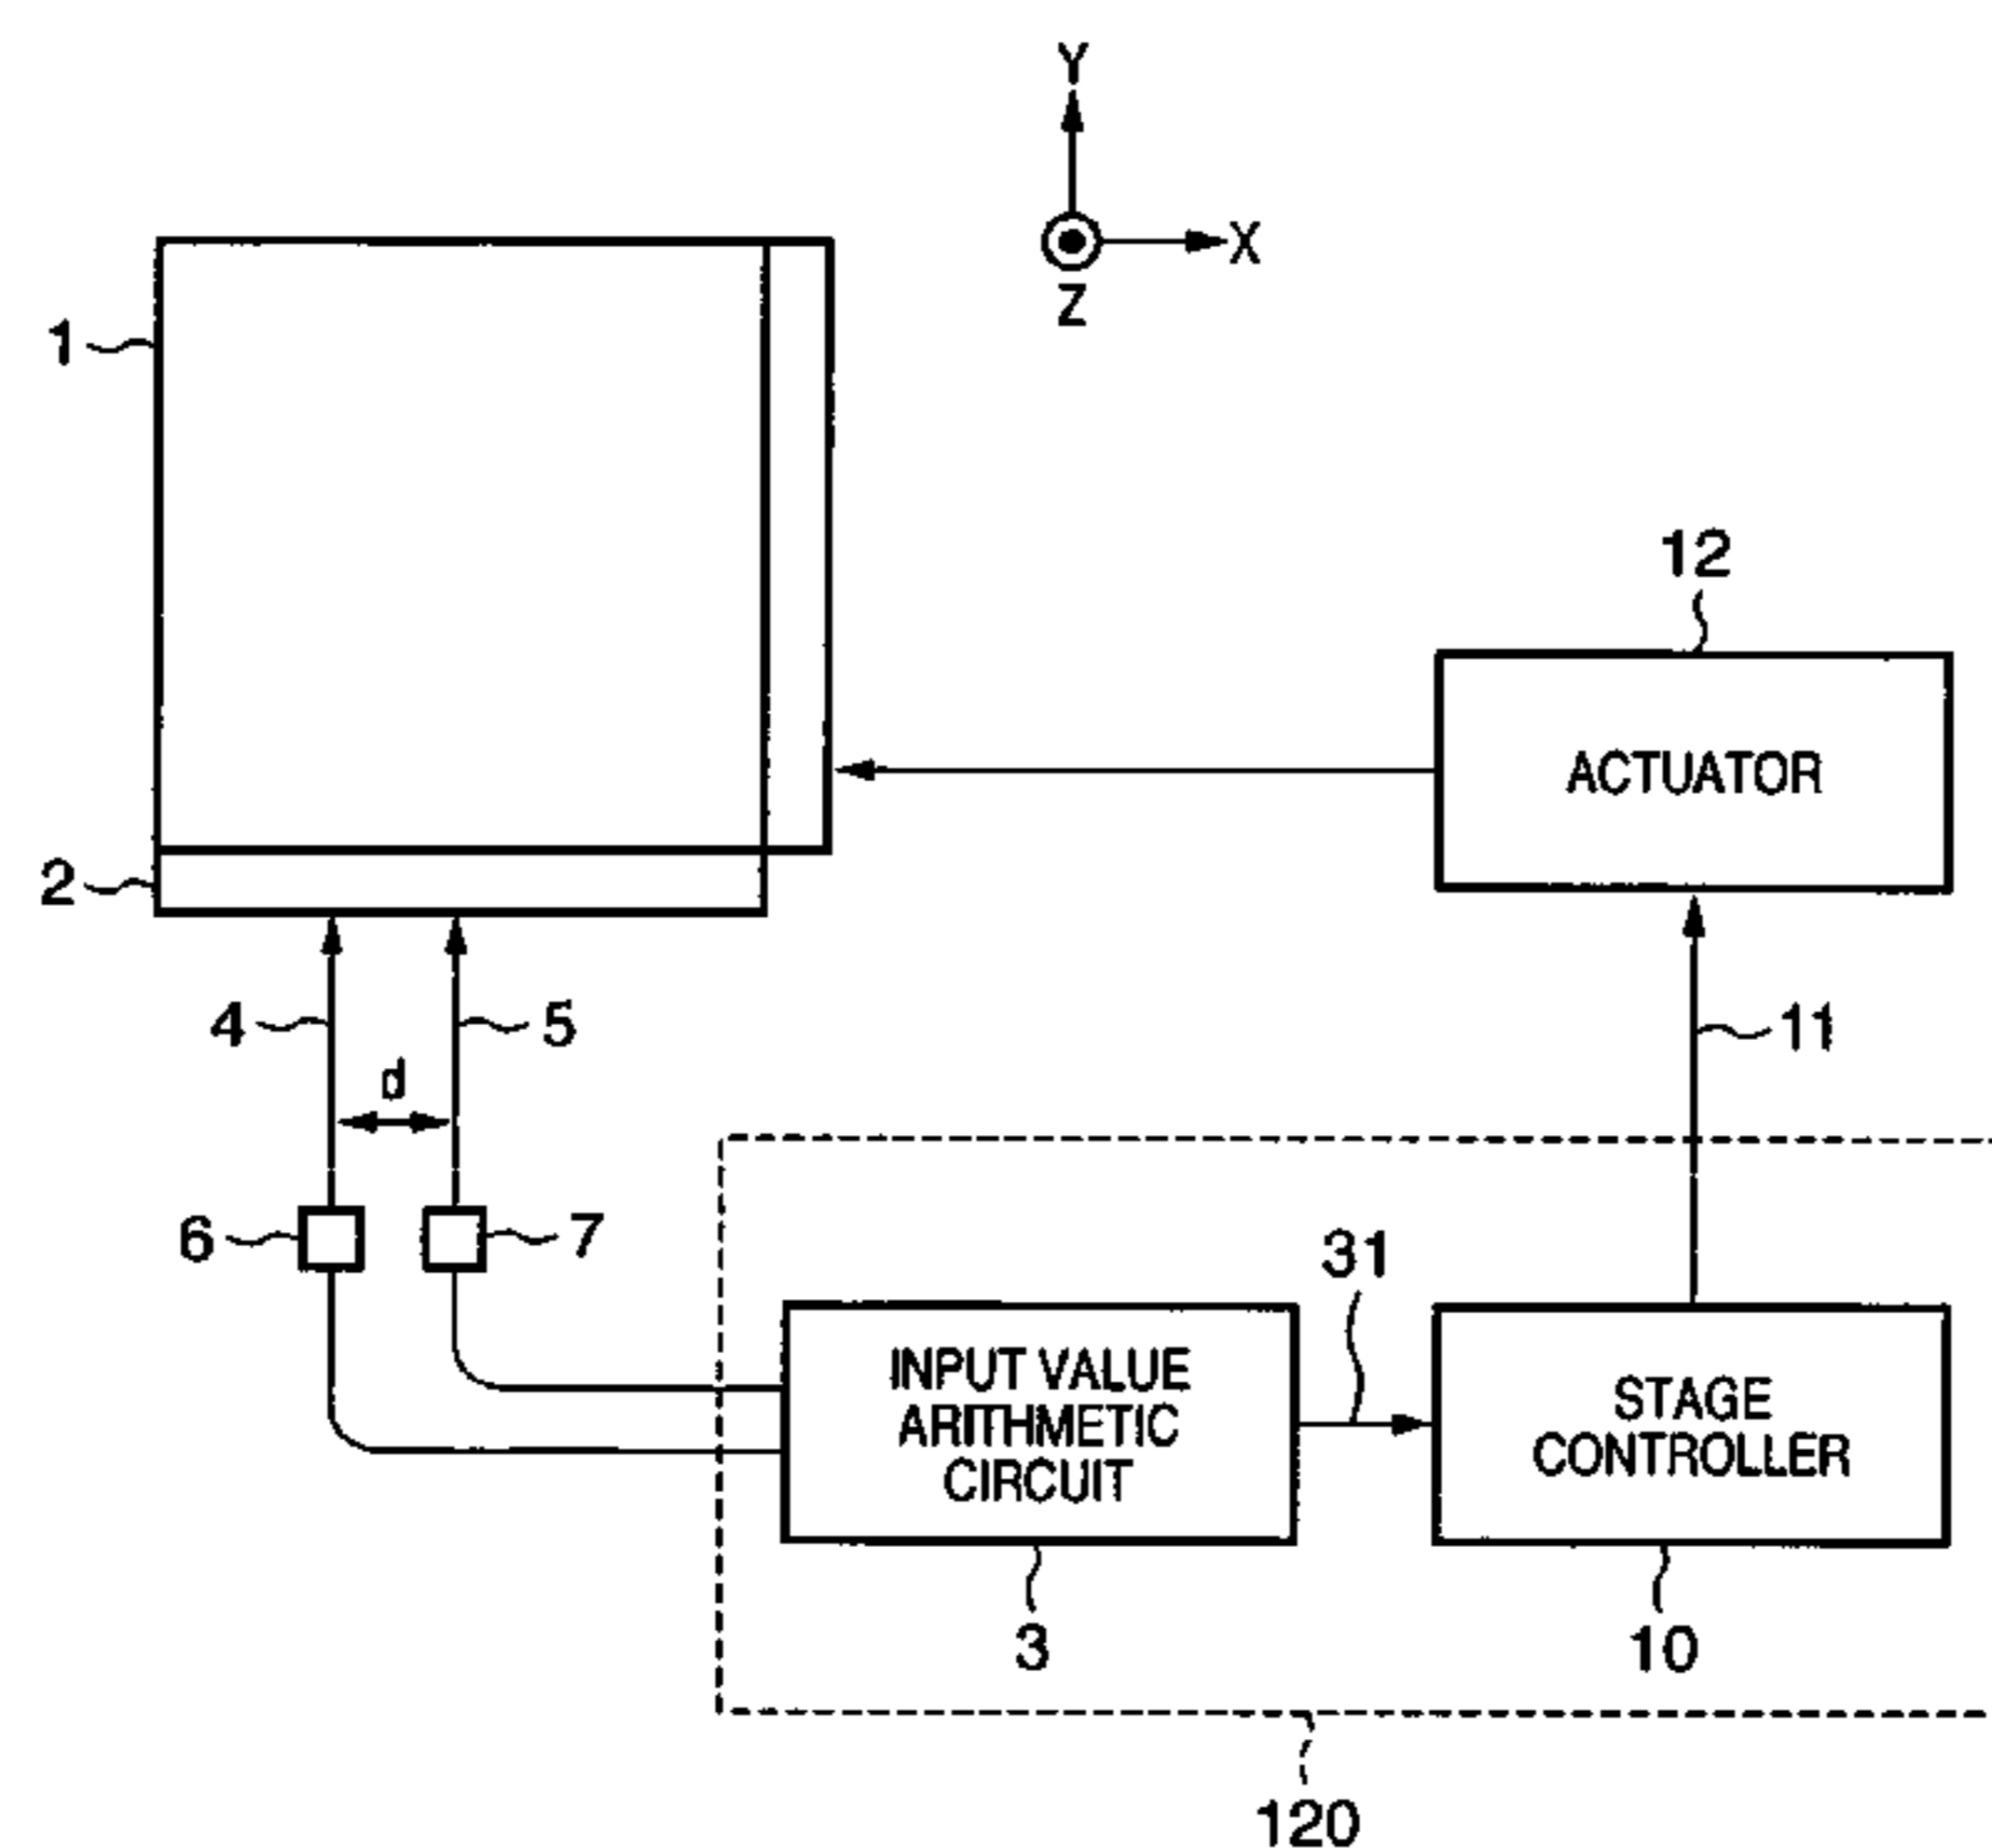 Y
X
Z
1
12
ACTUATOR
2
4
5
11
d
6
7
31
INPUT VALUE
ARITHMETIC
CIRCUIT
STAGE
CONTROLLER
3
10
120